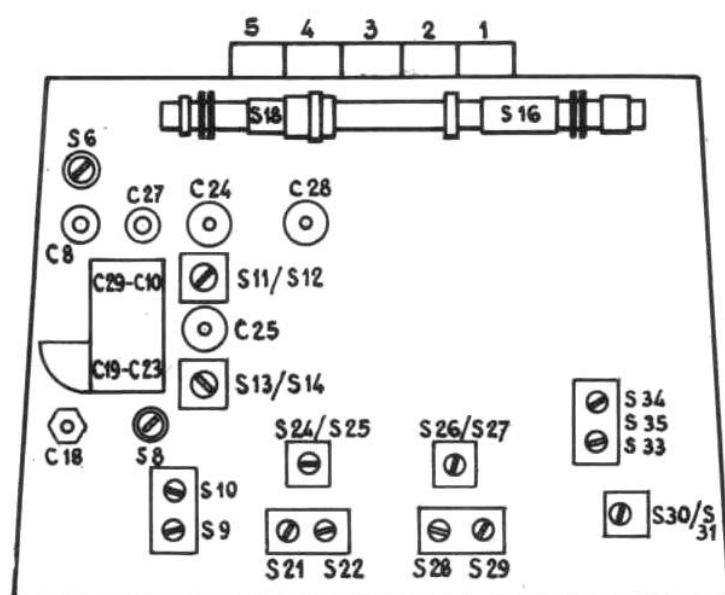 5 4 3 2 1
S18 S16
S6
C27 C24 C28
C8
C29-C10 S11/S12
C25
C19-C23 S13/S14
S34
S35
S33
S24/S25 S26/S27
C18 S8
S10
S9
S30/S
31
S21 S22 S28 S29